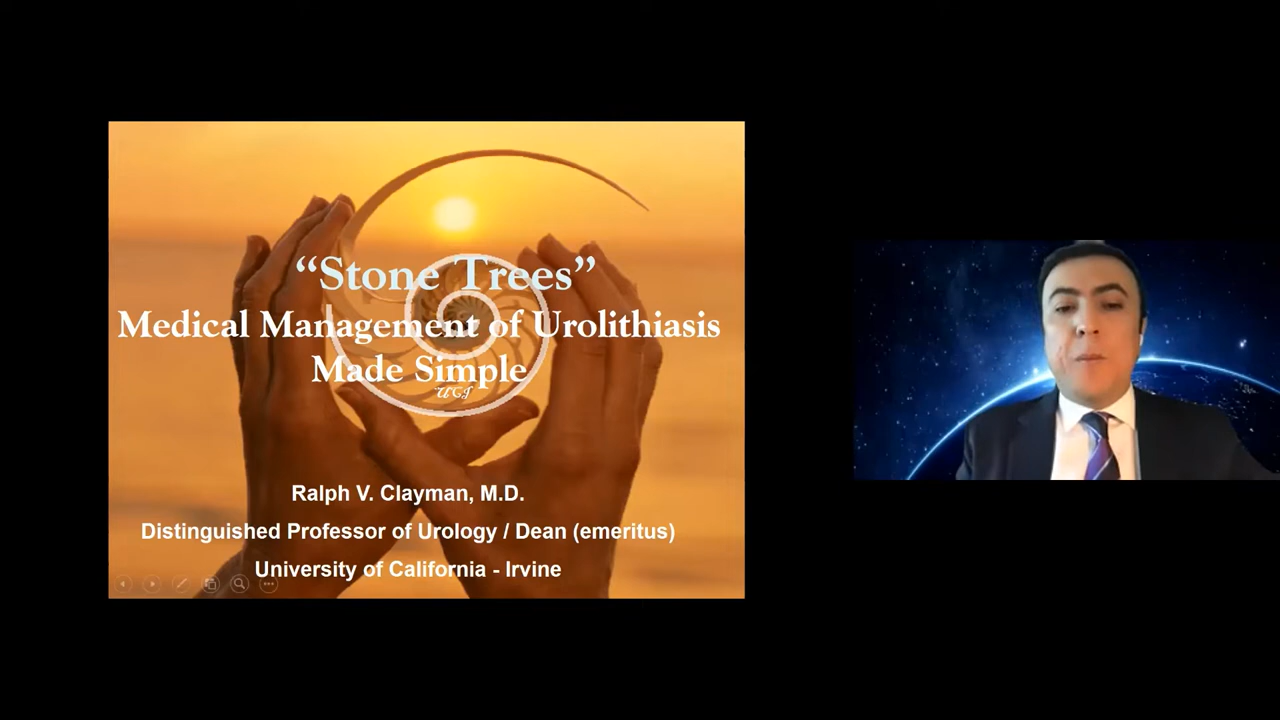 “Stone Trees”
Medical Management of Urolithiasis
Made Simple
UCI
Ralph V. Clayman, M.D.
Distinguished Professor of Urology / Dean (emeritus)
University of California - Irvine